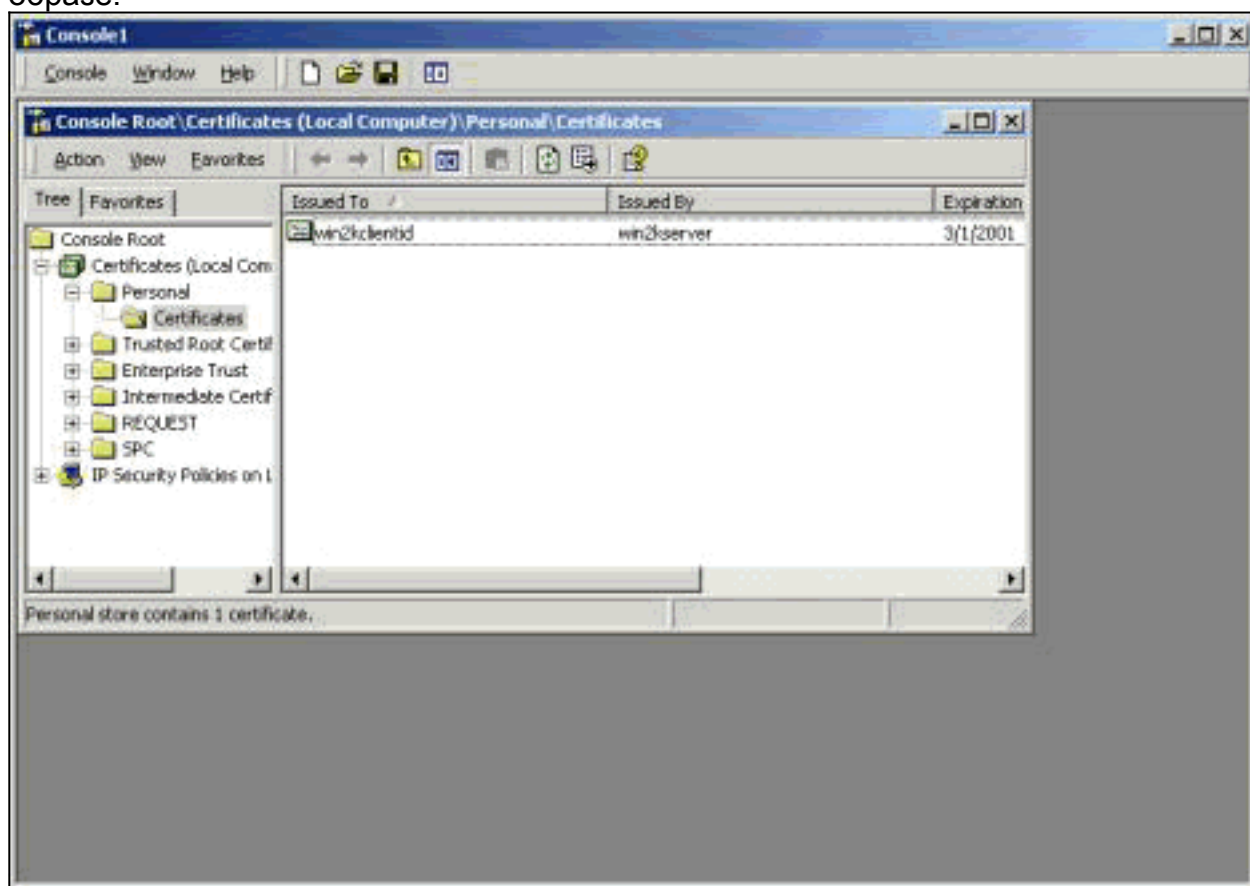 образе.
Console1
Console Window Help
Console Root\Certificates (Local Computer)\Personal\Certificates
Action View Favorites
Tree Favorites
Issued To Issued By Expiration
win2kclientid win2kserver 3/1/2001
Console Root
Certificates (Local Com
Personal
Certificates
Trusted Root Certif
Enterprise Trust
Intermediate Certif
REQUEST
SPC
IP Security Policies on L
Personal store contains 1 certificate.